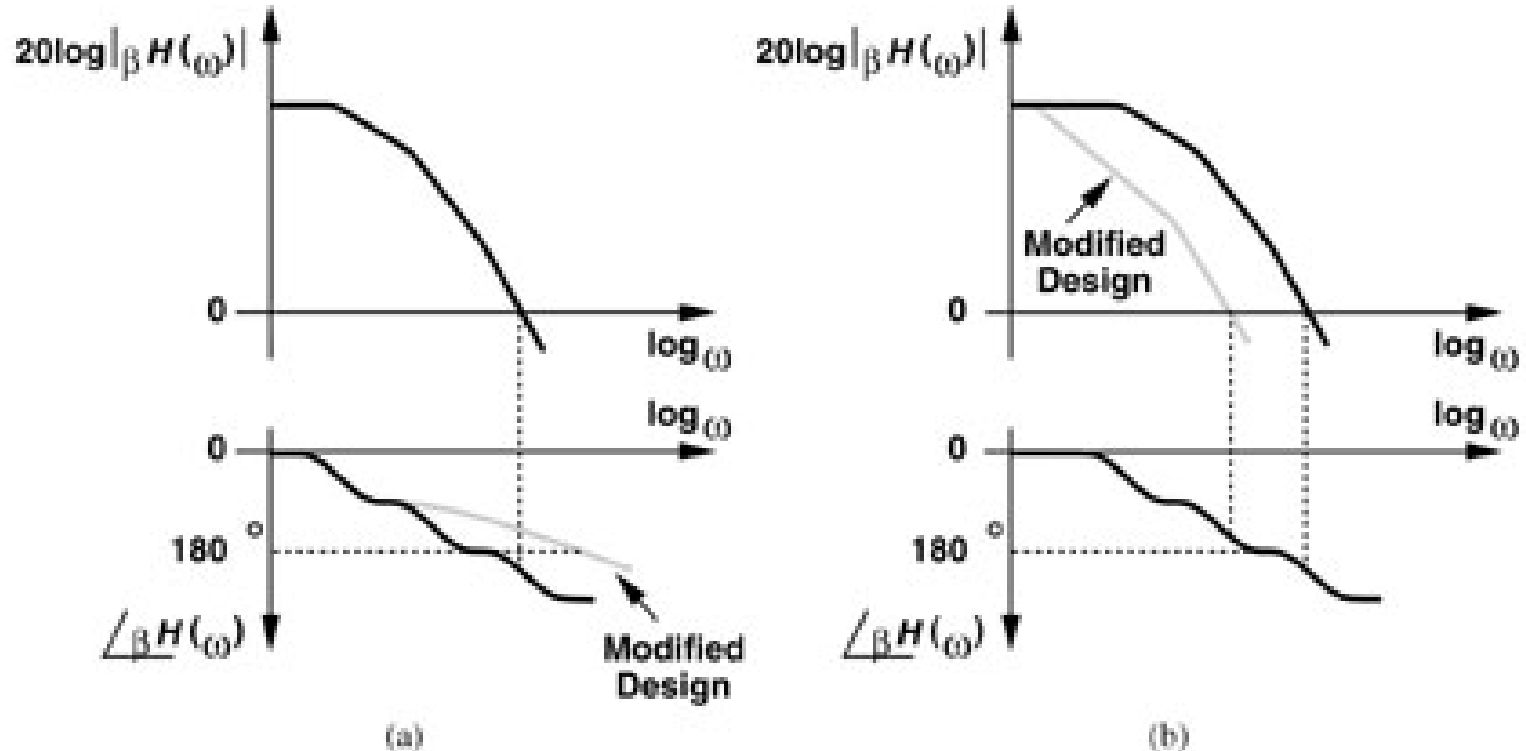 20log|βH(ω)|
0
logω
logω
0
180°
∠βH(ω)
Modified
Design
(a)
20log|βH(ω)|
Modified
Design
0
logω
logω
0
180°
∠βH(ω)
(b)